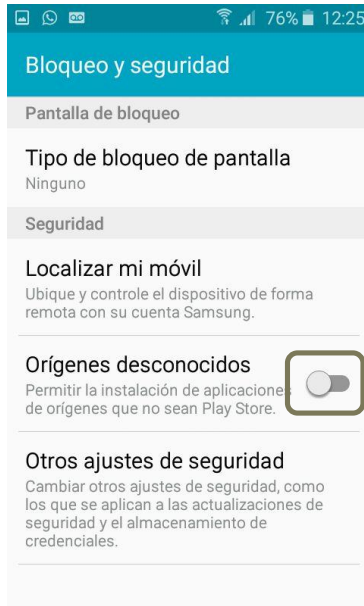 76% 12:25
Bloqueo y seguridad
Pantalla de bloqueo
Tipo de bloqueo de pantalla
Ninguno
Seguridad
Localizar mi móvil
Ubique y controle el dispositivo de forma
remota con su cuenta Samsung.
Orígenes desconocidos
Permitir la instalación de aplicaciones
de orígenes que no sean Play Store.
Otros ajustes de seguridad
Cambiar otros ajustes de seguridad, como
los que se aplican a las actualizaciones de
seguridad y el almacenamiento de
credenciales.